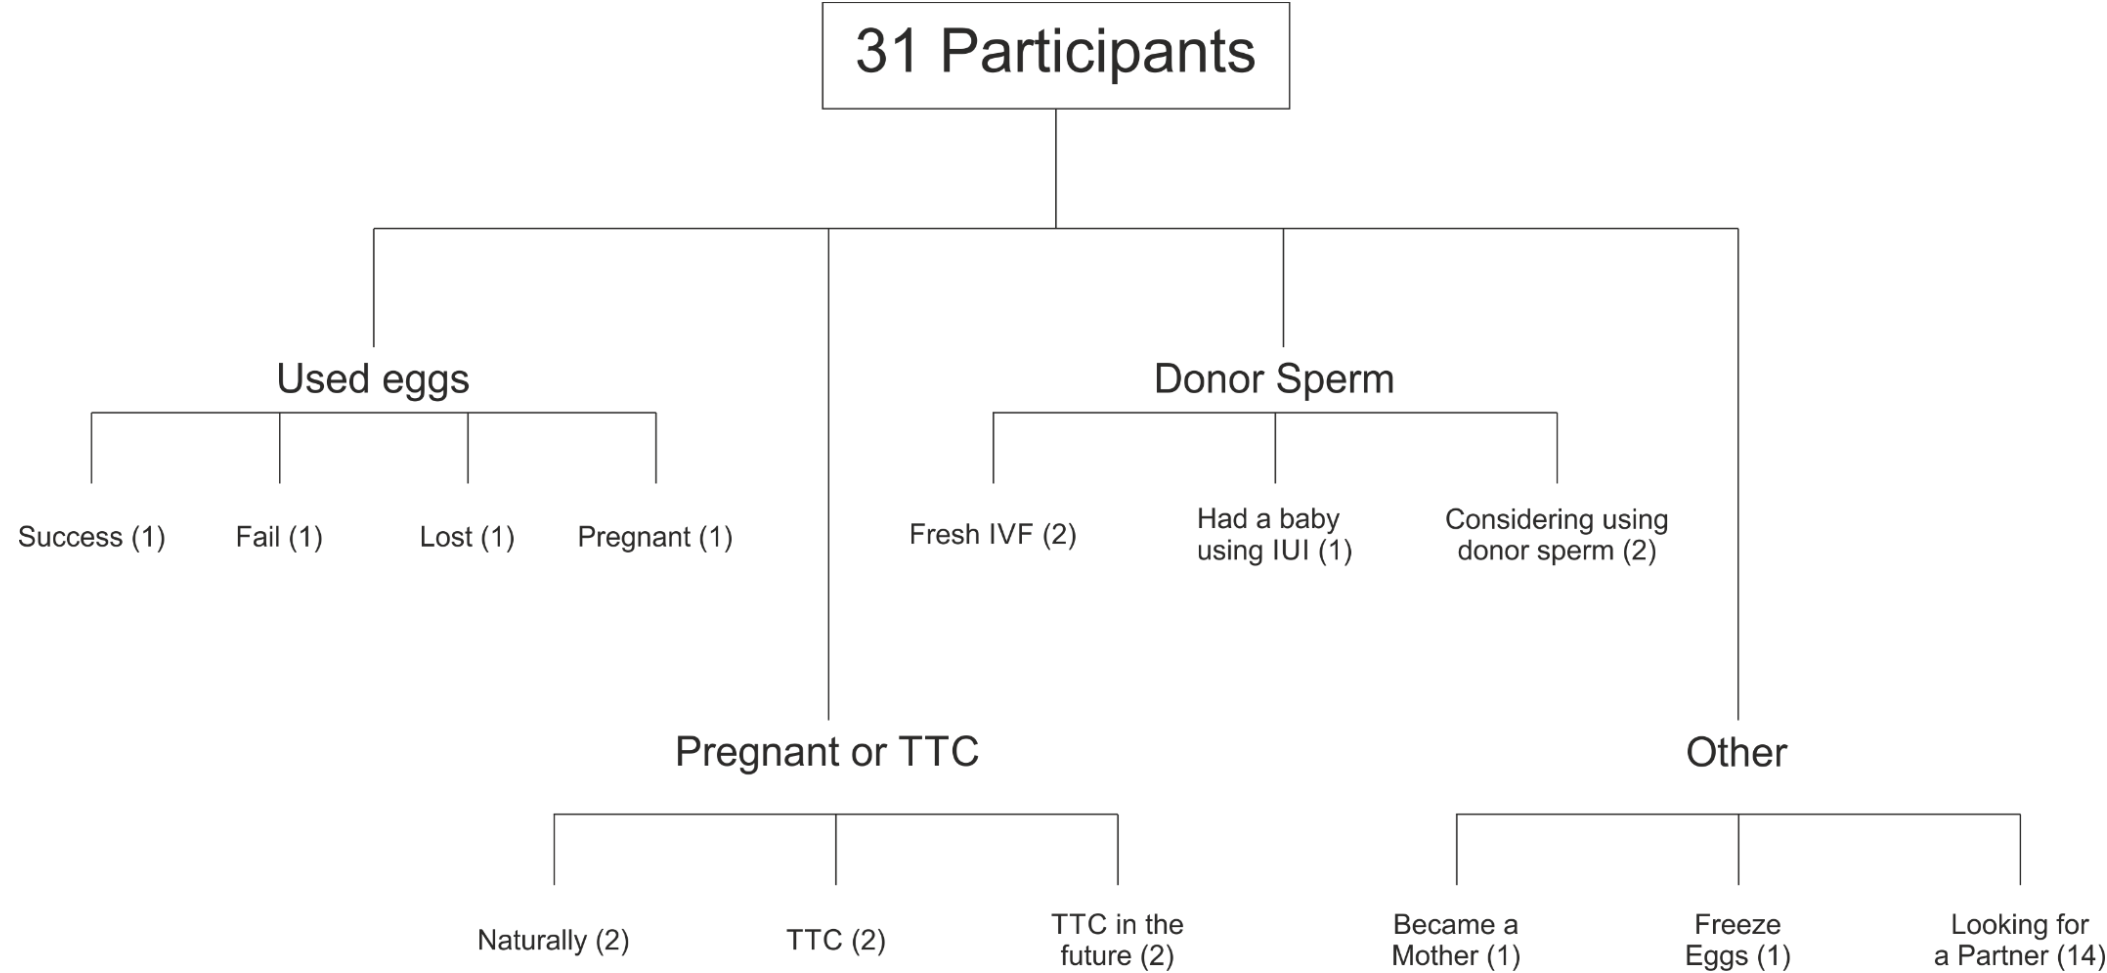 31 Participants
Used eggs
Donor Sperm
Success (1)
Fail (1)
Lost (1)
Pregnant (1)
Fresh IVF (2)
Had a baby
using IUI (1)
Considering using
donor sperm (2)
Pregnant or TTC
Other
Naturally (2)
TTC (2)
TTC in the
future (2)
Became a
Mother (1)
Freeze
Eggs (1)
Looking for
a Partner (14)